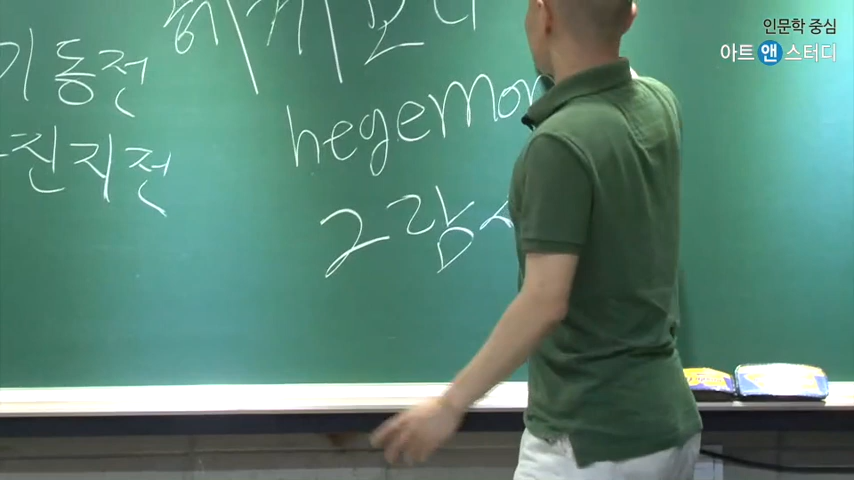 인문학 중심
아트앤스터디
헤게모니
기동전
hegemon
진지전
그람시